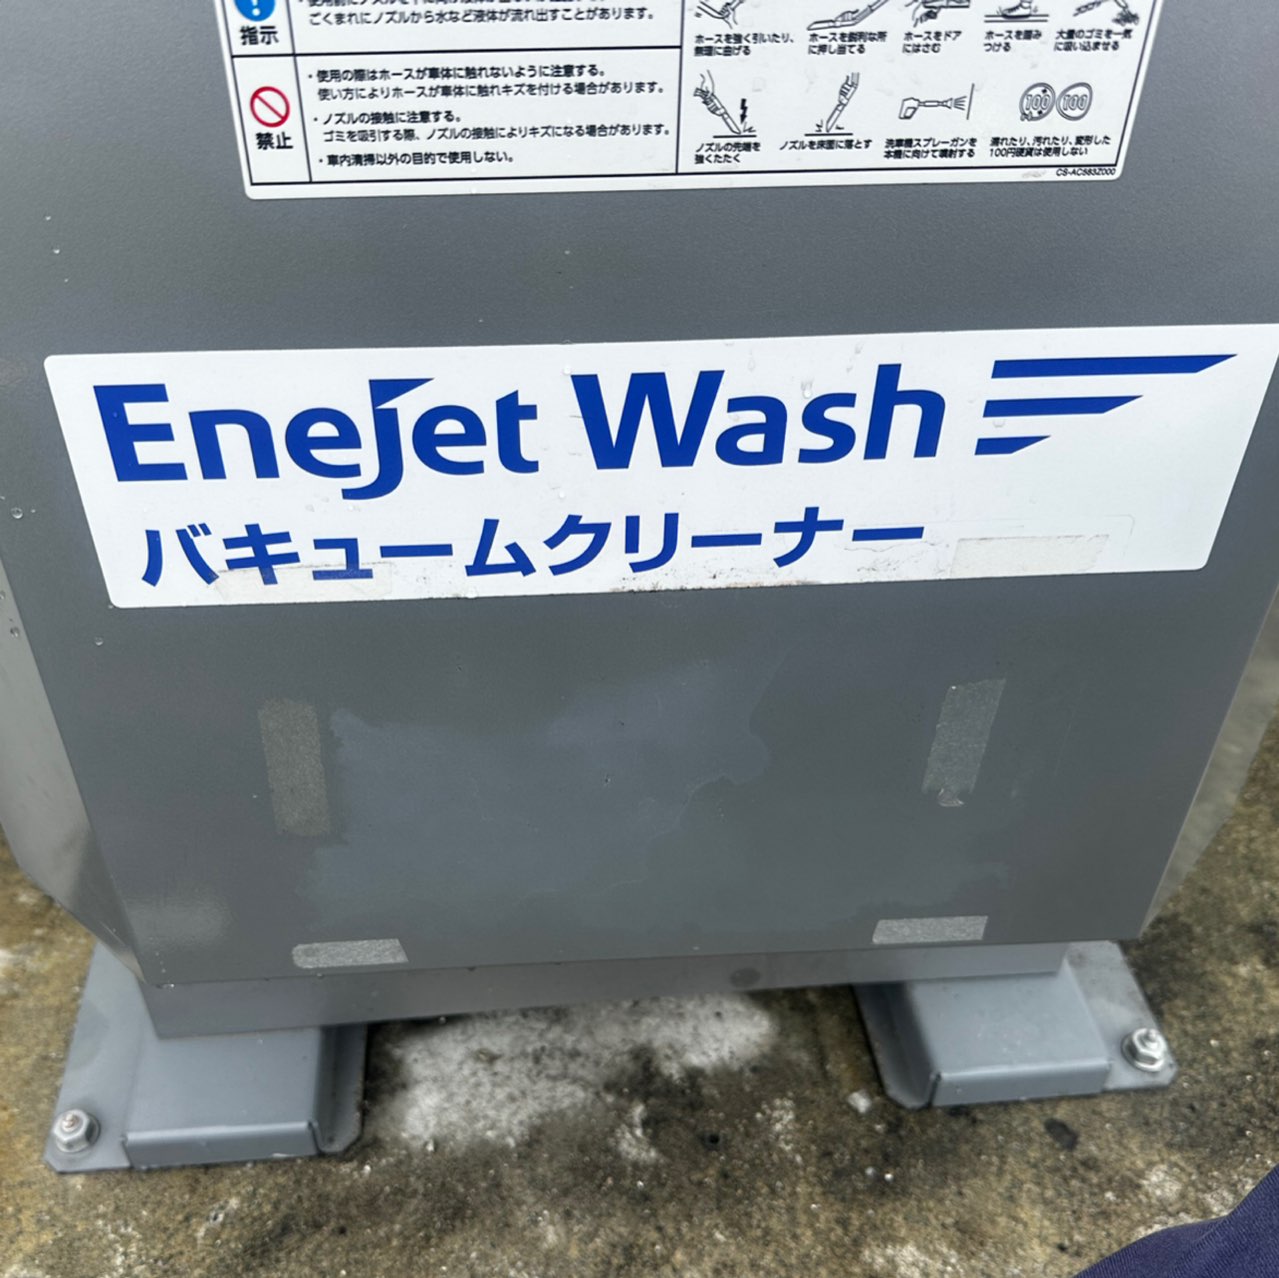 指示
ごくまれにノズルから水など液体が流れ出すことがあります。
禁止
・使用の際はホースが車体に触れないように注意する。
使い方によりホースが車体に触れキズを付ける場合があります。
・ノズルの接触に注意する。
ゴミを吸引する際、ノズルの接触によりキズになる場合があります。
・車内清掃以外の目的で使用しない。
ホースを強く引いたり、
無理に曲げる
ホースを鋭利な所
に押し当てる
ホースをドア
にはさむ
ホースを踏み
つける
大量のゴミを一気
に吸い込ませる
ノズルの先端を
強くたたく
ノズルを床面に落とす
洗車機スプレーガンを
本機に向けて噴射する
100
100
濡れたり、汚れたり、変形した
100円硬貨は使用しない
CS-AC583Z000
Enejet Wash
バキュームクリーナー